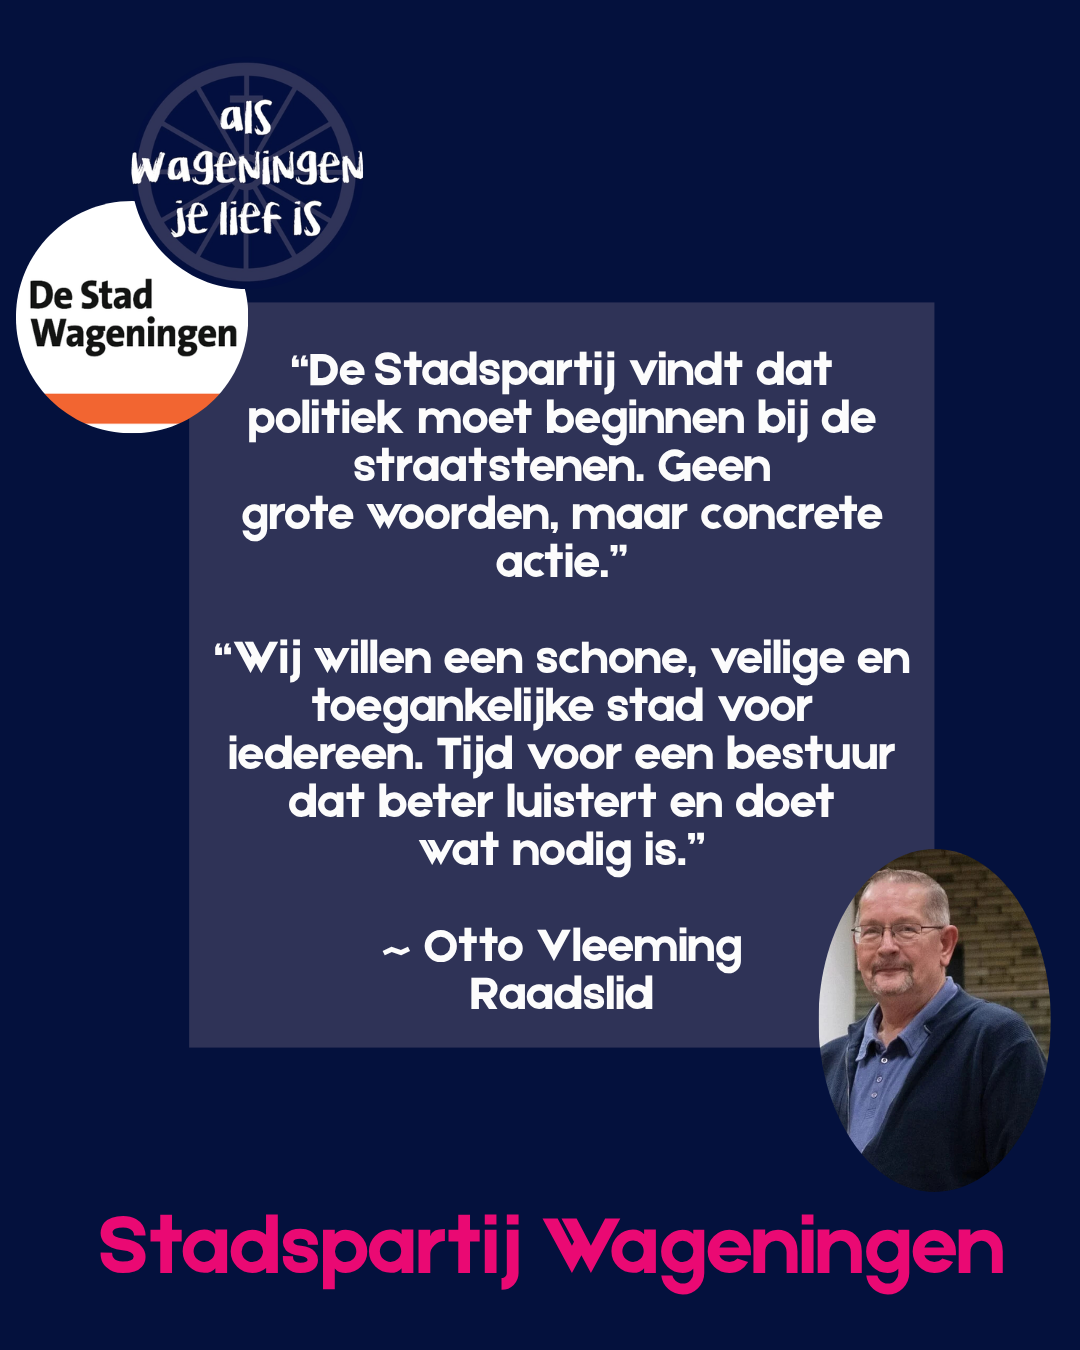 als
wageningen
je lief is
De Stad
Wageningen
“De Stadspartij vindt dat
politiek moet beginnen bij de
straatstenen. Geen
grote woorden, maar concrete
actie.”
“Wij willen een schone, veilige en
toegankelijke stad voor
iedereen. Tijd voor een bestuur
dat beter luistert en doet
wat nodig is.”
~ Otto Vleeming
Raadslid
Stadspartij Wageningen